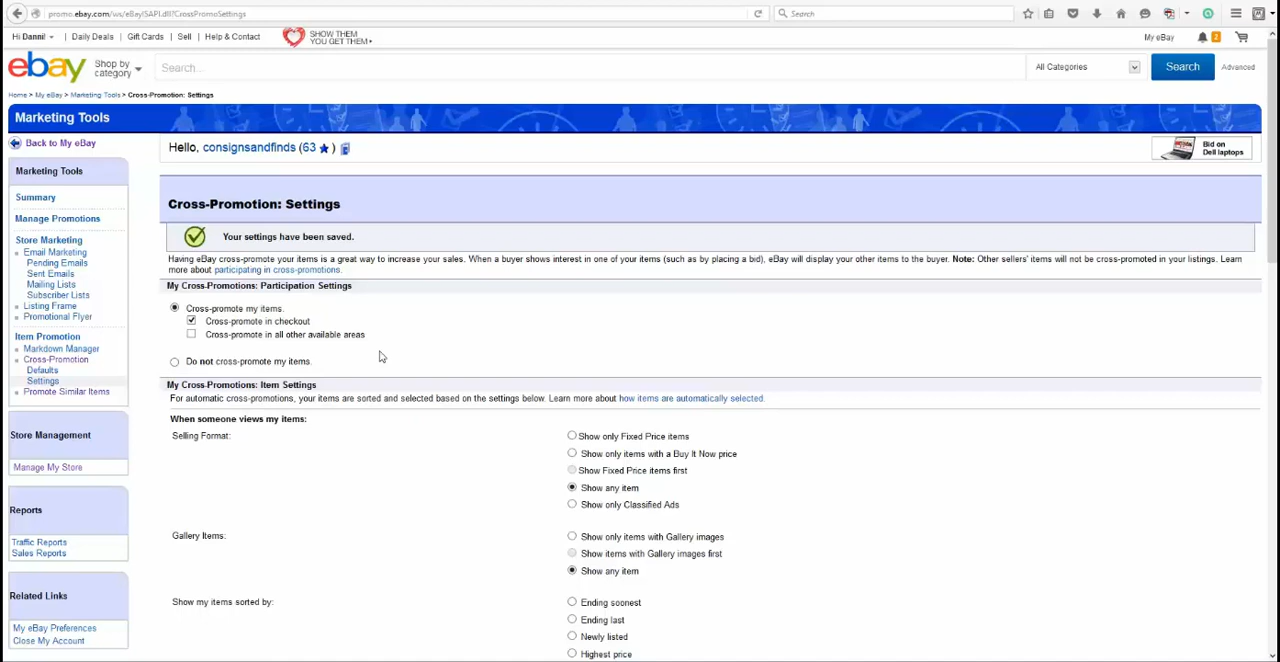 promo.ebay.com/ws/eBayISAPI.dll?CrossPromoSettings
Search
Hi Danni!
Daily Deals
Gift Cards
Sell
Help & Contact
SHOW THEM
YOU GET THEM
My eBay
2
ebay
Shop by
category
Search...
All Categories
Search
Advanced
Home > My eBay > Marketing Tools > Cross-Promotion: Settings
Marketing Tools
Back to My eBay
Hello, consignsandfinds (63 )
Bid on
Dell laptops
Marketing Tools
Summary
Manage Promotions
Store Marketing
Email Marketing
Pending Emails
Sent Emails
Mailing Lists
Subscriber Lists
Listing Frame
Promotional Flyer
Item Promotion
Markdown Manager
Cross-Promotion
Defaults
Settings
Promote Similar Items
Store Management
Manage My Store
Reports
Traffic Reports
Sales Reports
Related Links
My eBay Preferences
Close My Account
Cross-Promotion: Settings
Your settings have been saved.
Having eBay cross-promote your items is a great way to increase your sales. When a buyer shows interest in one of your items (such as by placing a bid), eBay will display your other items to the buyer. Note: Other sellers' items will not be cross-promoted in your listings. Learn
more about participating in cross-promotions.
My Cross-Promotions: Participation Settings
Cross-promote my items.
Cross-promote in checkout
Cross-promote in all other available areas
Do not cross-promote my items.
My Cross-Promotions: Item Settings
For automatic cross-promotions, your items are sorted and selected based on the settings below. Learn more about how items are automatically selected.
When someone views my items:
Selling Format:
Show only Fixed Price items
Show only items with a Buy It Now price
Show Fixed Price items first
Show any item
Show only Classified Ads
Gallery Items:
Show only items with Gallery images
Show items with Gallery images first
Show any item
Show my items sorted by:
Ending soonest
Ending last
Newly listed
Highest price